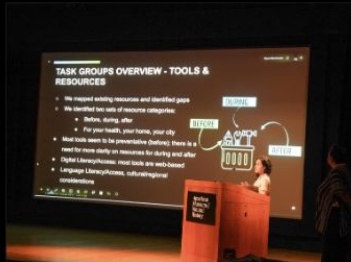 TASK GROUPS OVERVIEW - TOOLS &
RESOURCES
We mapped existing resources and identified gaps
We identified two sets of resource categories:
Before, during, after
For your health, your home, your city
Most tools seem to be preventative (before); there is a
need for more clarity on resources for during and after
Digital Literacy/Access: most tools are web-based
Language Literacy/Access, cultural/regional
considerations
DURING
BEFORE
AFTER